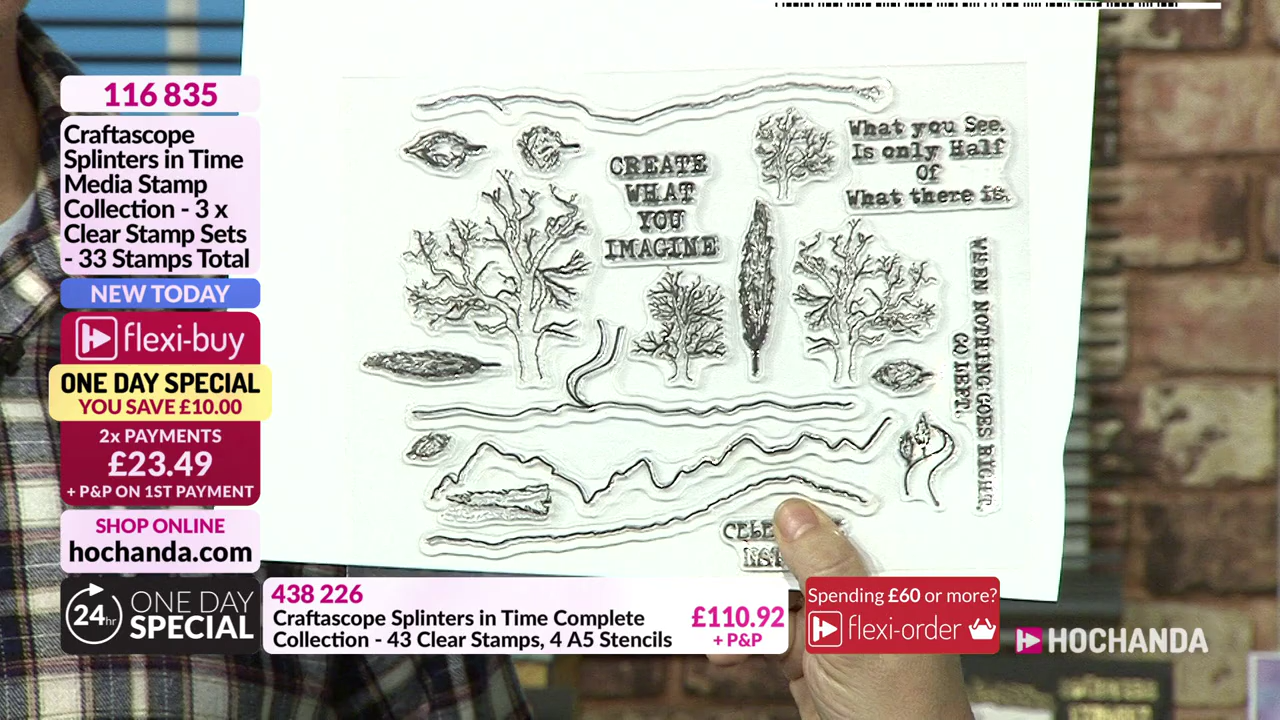 116 835
Craftascope
Splinters in Time
Media Stamp
Collection - 3 x
Clear Stamp Sets
- 33 Stamps Total
NEW TODAY
flexi-buy
ONE DAY SPECIAL
YOU SAVE £10.00
2x PAYMENTS
£23.49
+ P&P ON 1ST PAYMENT
SHOP ONLINE
hochanda.com
CREATE
WHAT
YOU
IMAGINE
What you See.
Is only Half
Of
What there is.
WHEN NOTHING GOES RIGHT,
GO LEFT.
24hr
ONE DAY
SPECIAL
438 226
Craftascope Splinters in Time Complete
Collection - 43 Clear Stamps, 4 A5 Stencils
£110.92
+ P&P
Spending £60 or more?
flexi-order
HOCHANDA